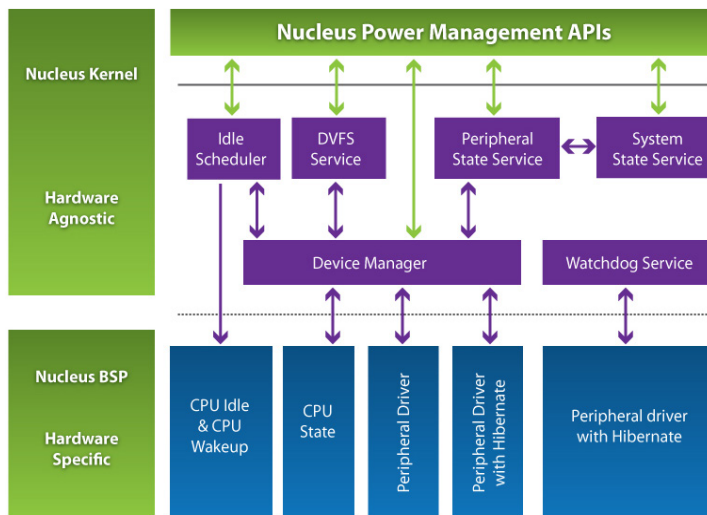 Nucleus Power Management APIs
Nucleus Kernel
Hardware
Agnostic
Idle
Scheduler
DVFS
Service
Peripheral
State Service
System
State Service
Device Manager
Watchdog Service
Nucleus BSP
Hardware
Specific
CPU Idle
& CPU
Wakeup
CPU
State
Peripheral Driver
Peripheral Driver
with Hibernate
Peripheral driver
with Hibernate